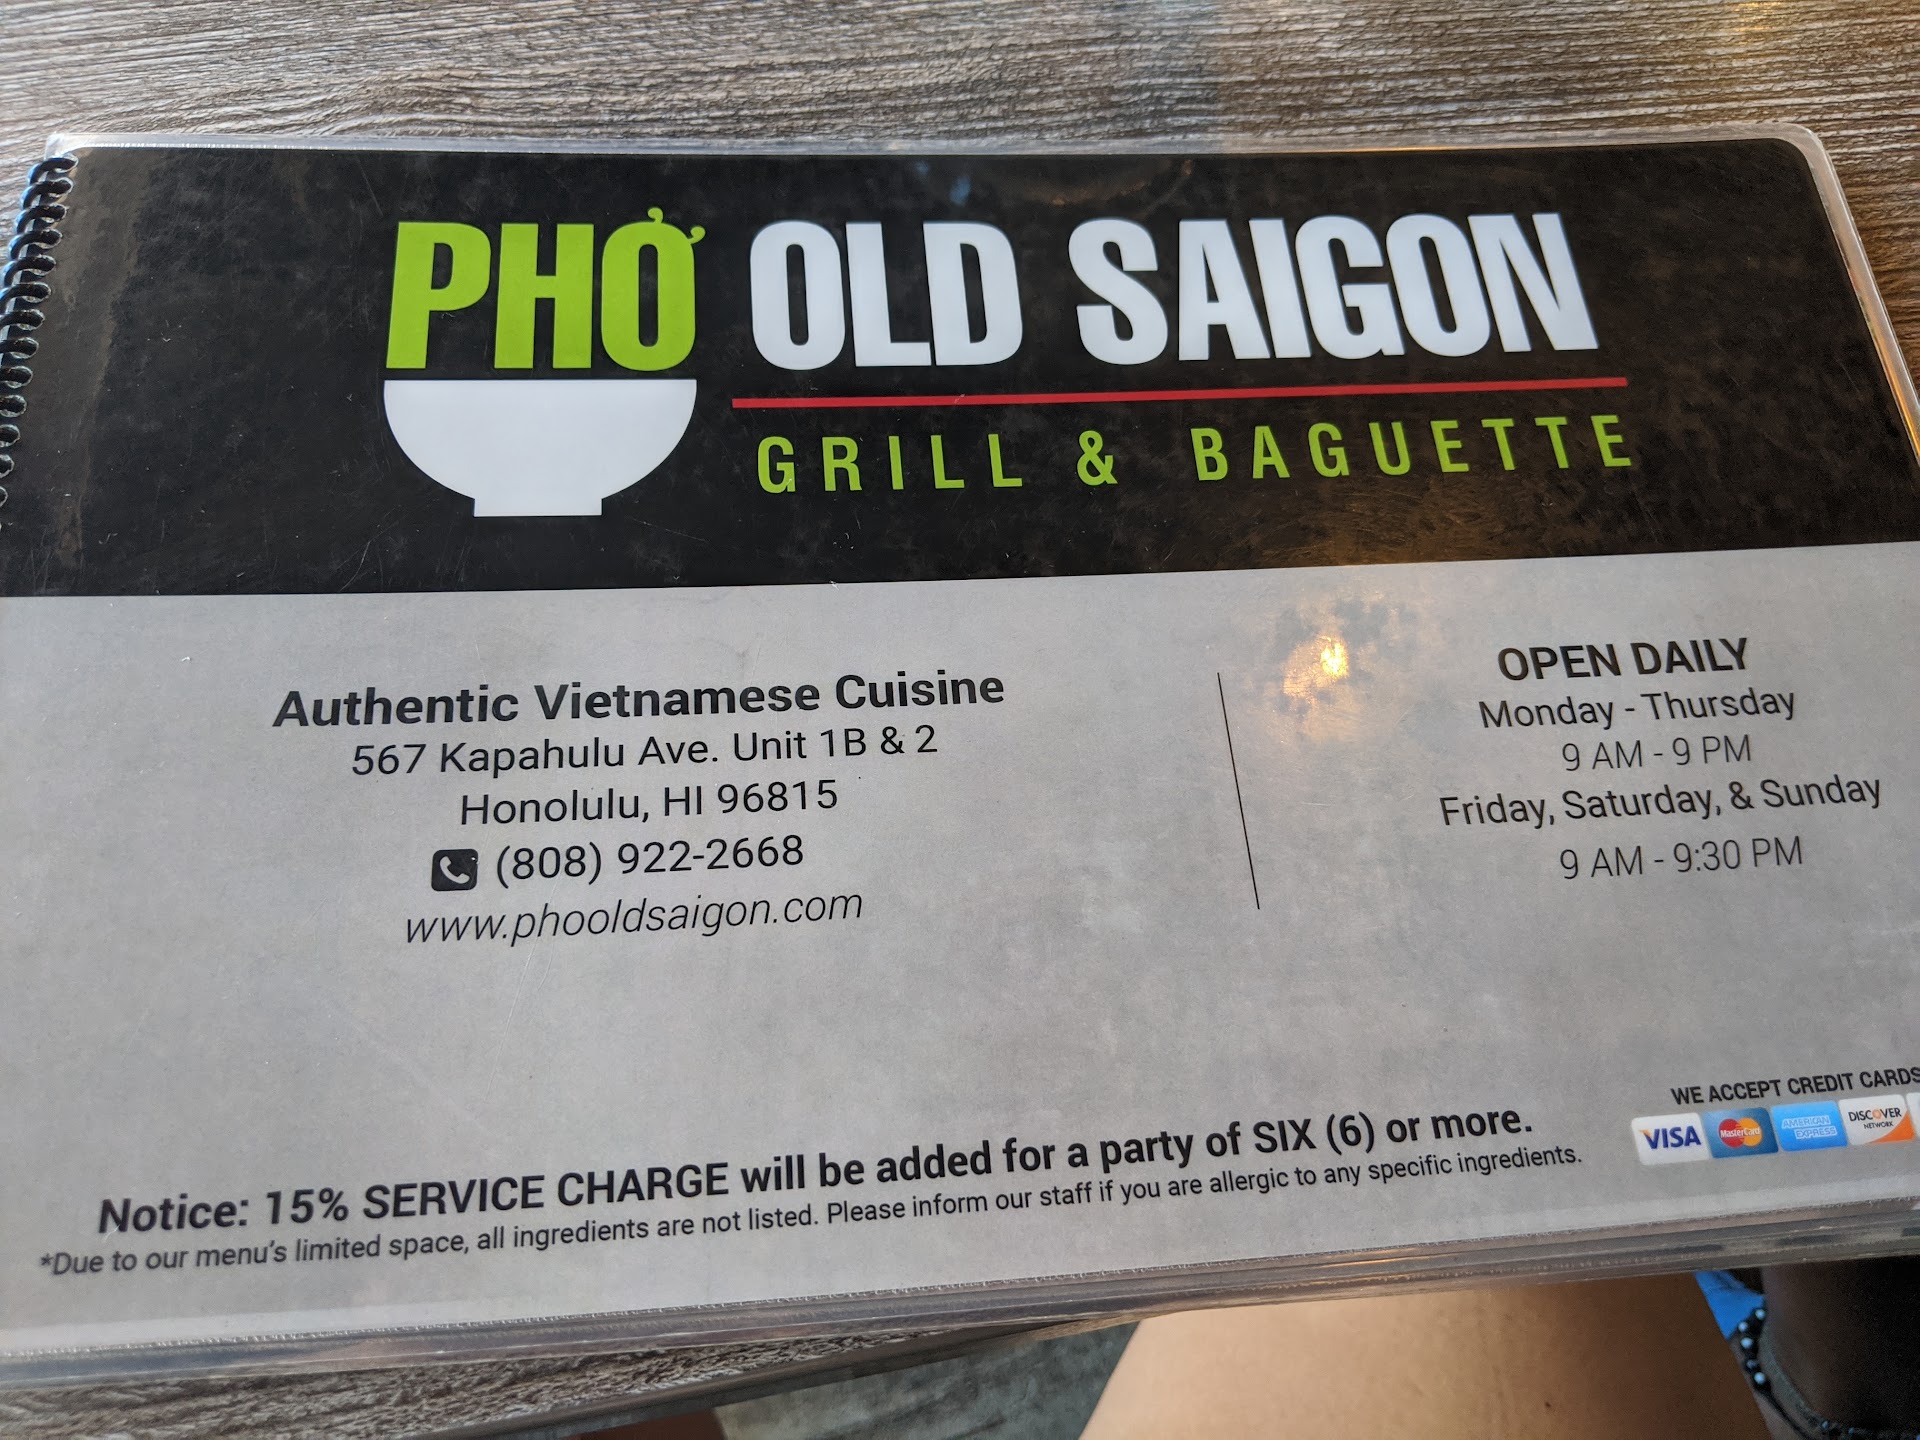 PHỞ OLD SAIGON
GRILL & BAGUETTE
Authentic Vietnamese Cuisine
567 Kapahulu Ave. Unit 1B & 2
Honolulu, HI 96815
(808) 922-2668
www.phooldsaigon.com
OPEN DAILY
Monday - Thursday
9 AM - 9 PM
Friday, Saturday, & Sunday
9 AM - 9:30 PM
WE ACCEPT CREDIT CARDS
VISA MasterCard AMERICAN EXPRESS DISCOVER NETWORK
Notice: 15% SERVICE CHARGE will be added for a party of SIX (6) or more.
*Due to our menu's limited space, all ingredients are not listed. Please inform our staff if you are allergic to any specific ingredients.